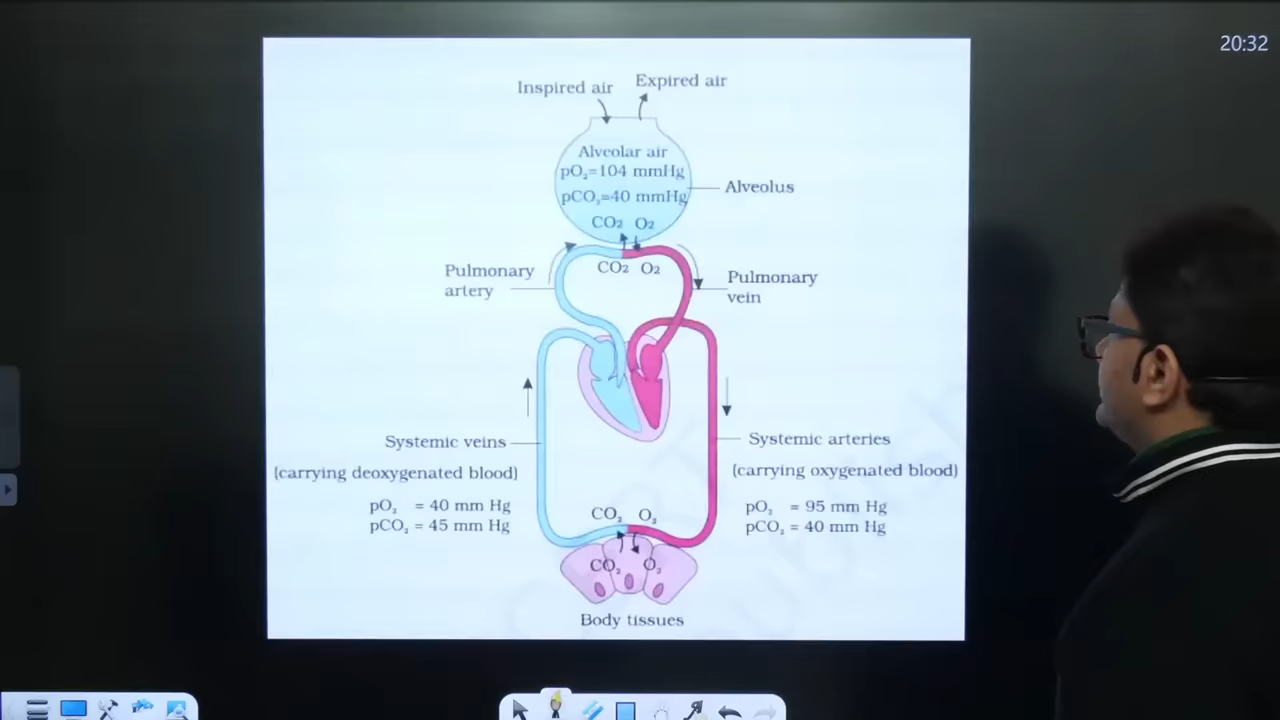 20:32
Inspired air
Expired air
Alveolar air
pO₂=104 mmHg
pCO₂=40 mmHg
Alveolus
CO₂ O₂
CO₂ O₂
Pulmonary
artery
Pulmonary
vein
Systemic veins
(carrying deoxygenated blood)
pO₂ = 40 mm Hg
pCO₂ = 45 mm Hg
Systemic arteries
(carrying oxygenated blood)
pO₂ = 95 mm Hg
pCO₂ = 40 mm Hg
CO₂ O₂
CO₂ O₂
Body tissues